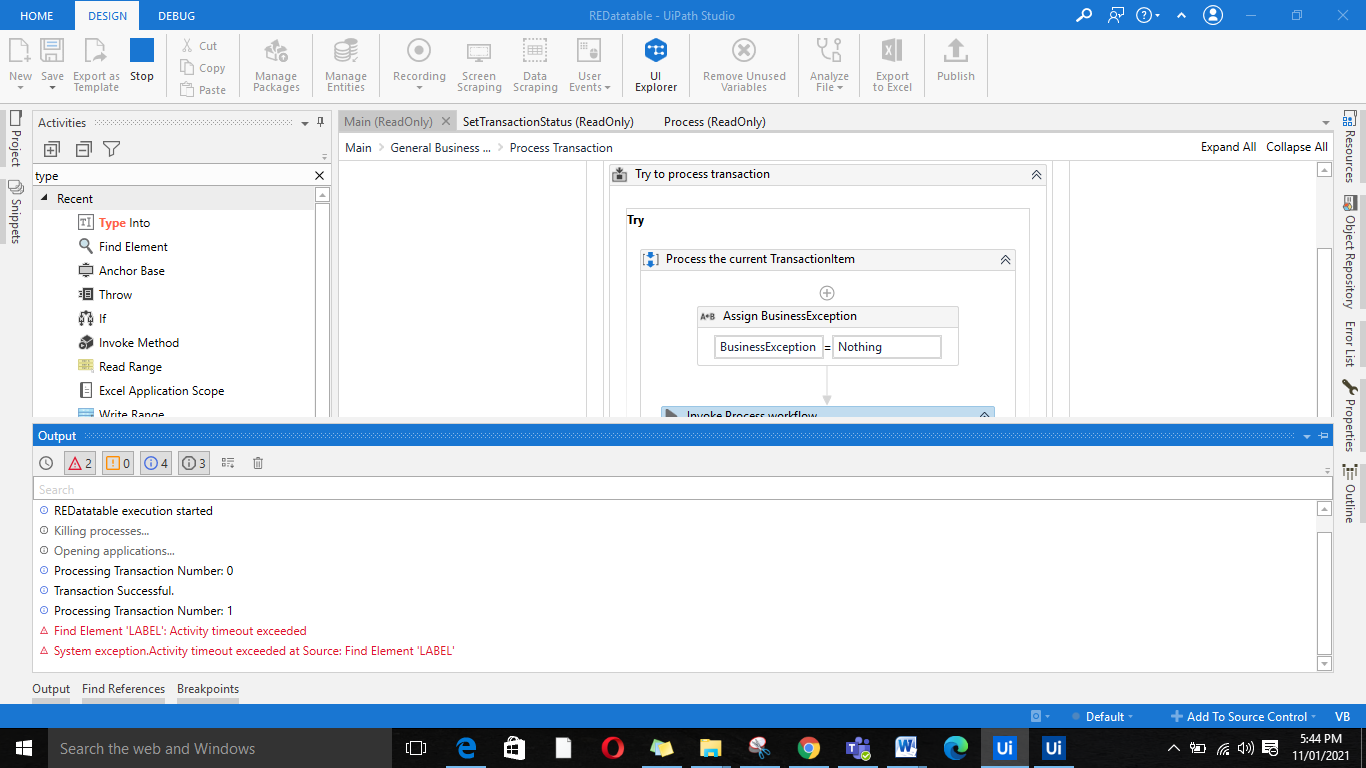 HOME DESIGN DEBUG REDatatable - UiPath Studio
New Save Export as Template Stop
Cut
Copy
Paste
Manage Packages
Manage Entities
Recording
Screen Scraping
Data Scraping
User Events
UI Explorer
Remove Unused Variables
Analyze File
Export to Excel
Publish
Project
Snippets
Activities
type
Recent
Type Into
Find Element
Anchor Base
Throw
If
Invoke Method
Read Range
Excel Application Scope
Write Range
Main (ReadOnly) SetTransactionStatus (ReadOnly) Process (ReadOnly)
Main General Business ... Process Transaction Expand All Collapse All
Try to process transaction
Try
Process the current TransactionItem
A*B Assign BusinessException
BusinessException = Nothing
Invoke Process workflow
Resources
Object Repository
Error List
Properties
Outline
Output
2 0 4 3
Search
REDatatable execution started
Killing processes...
Opening applications...
Processing Transaction Number: 0
Transaction Successful.
Processing Transaction Number: 1
Find Element 'LABEL': Activity timeout exceeded
System exception.Activity timeout exceeded at Source: Find Element 'LABEL'
Output Find References Breakpoints
Default Add To Source Control VB
Search the web and Windows
Ui Ui
5:44 PM
11/01/2021